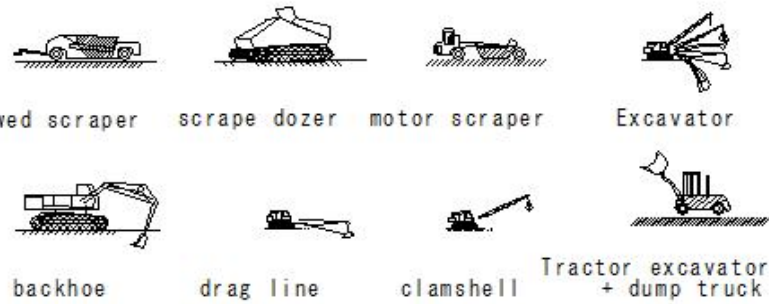 wed scraper
scrape dozer
motor scraper
Excavator
backhoe
drag line
clamshell
Tractor excavator
+ dump truck